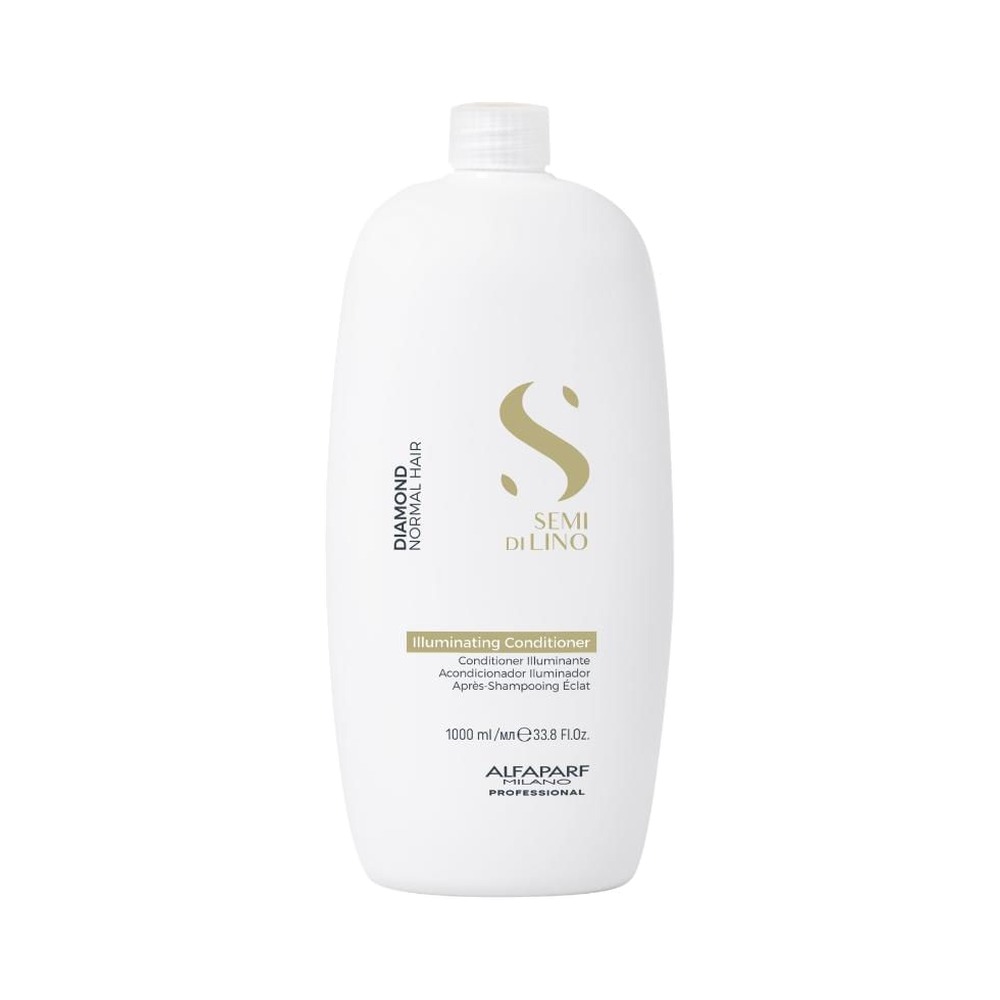 DIAMOND
NORMAL HAIR
SEMI
DI LINO
Illuminating Conditioner
Conditioner Illuminante
Acondicionador Iluminador
Après-Shampooing Éclat
1000 ml/мл℮33.8 Fl.Oz.
ALFAPARF
MILANO
PROFESSIONAL